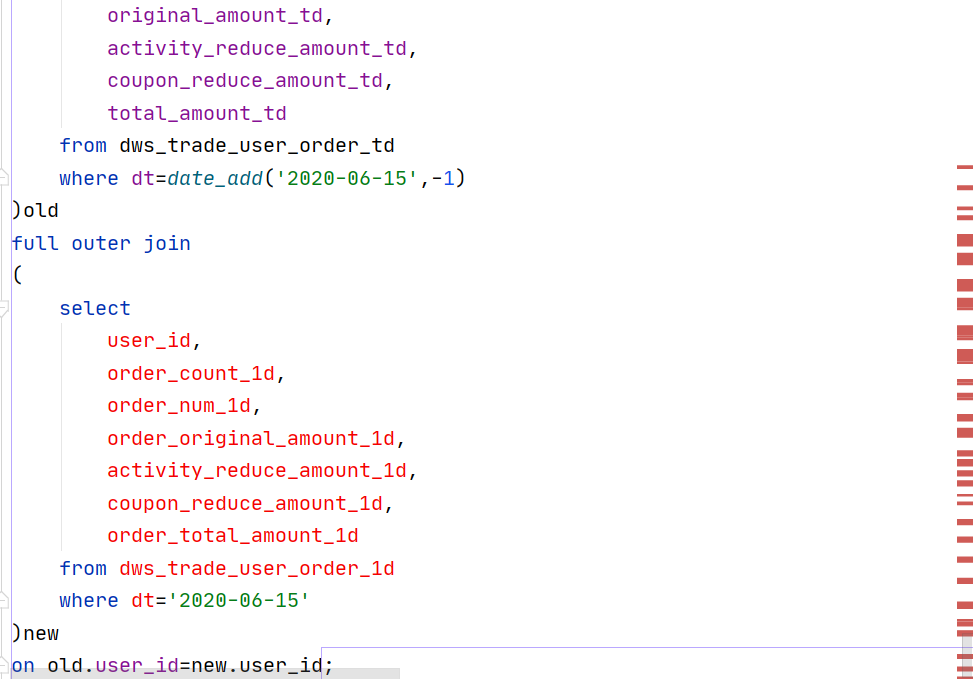 original_amount_td,
activity_reduce_amount_td,
coupon_reduce_amount_td,
total_amount_td
from dws_trade_user_order_td
where dt=date_add('2020-06-15',-1)
)old
full outer join
(
select
user_id,
order_count_1d,
order_num_1d,
order_original_amount_1d,
activity_reduce_amount_1d,
coupon_reduce_amount_1d,
order_total_amount_1d
from dws_trade_user_order_1d
where dt='2020-06-15'
)new
on old.user_id=new.user_id;